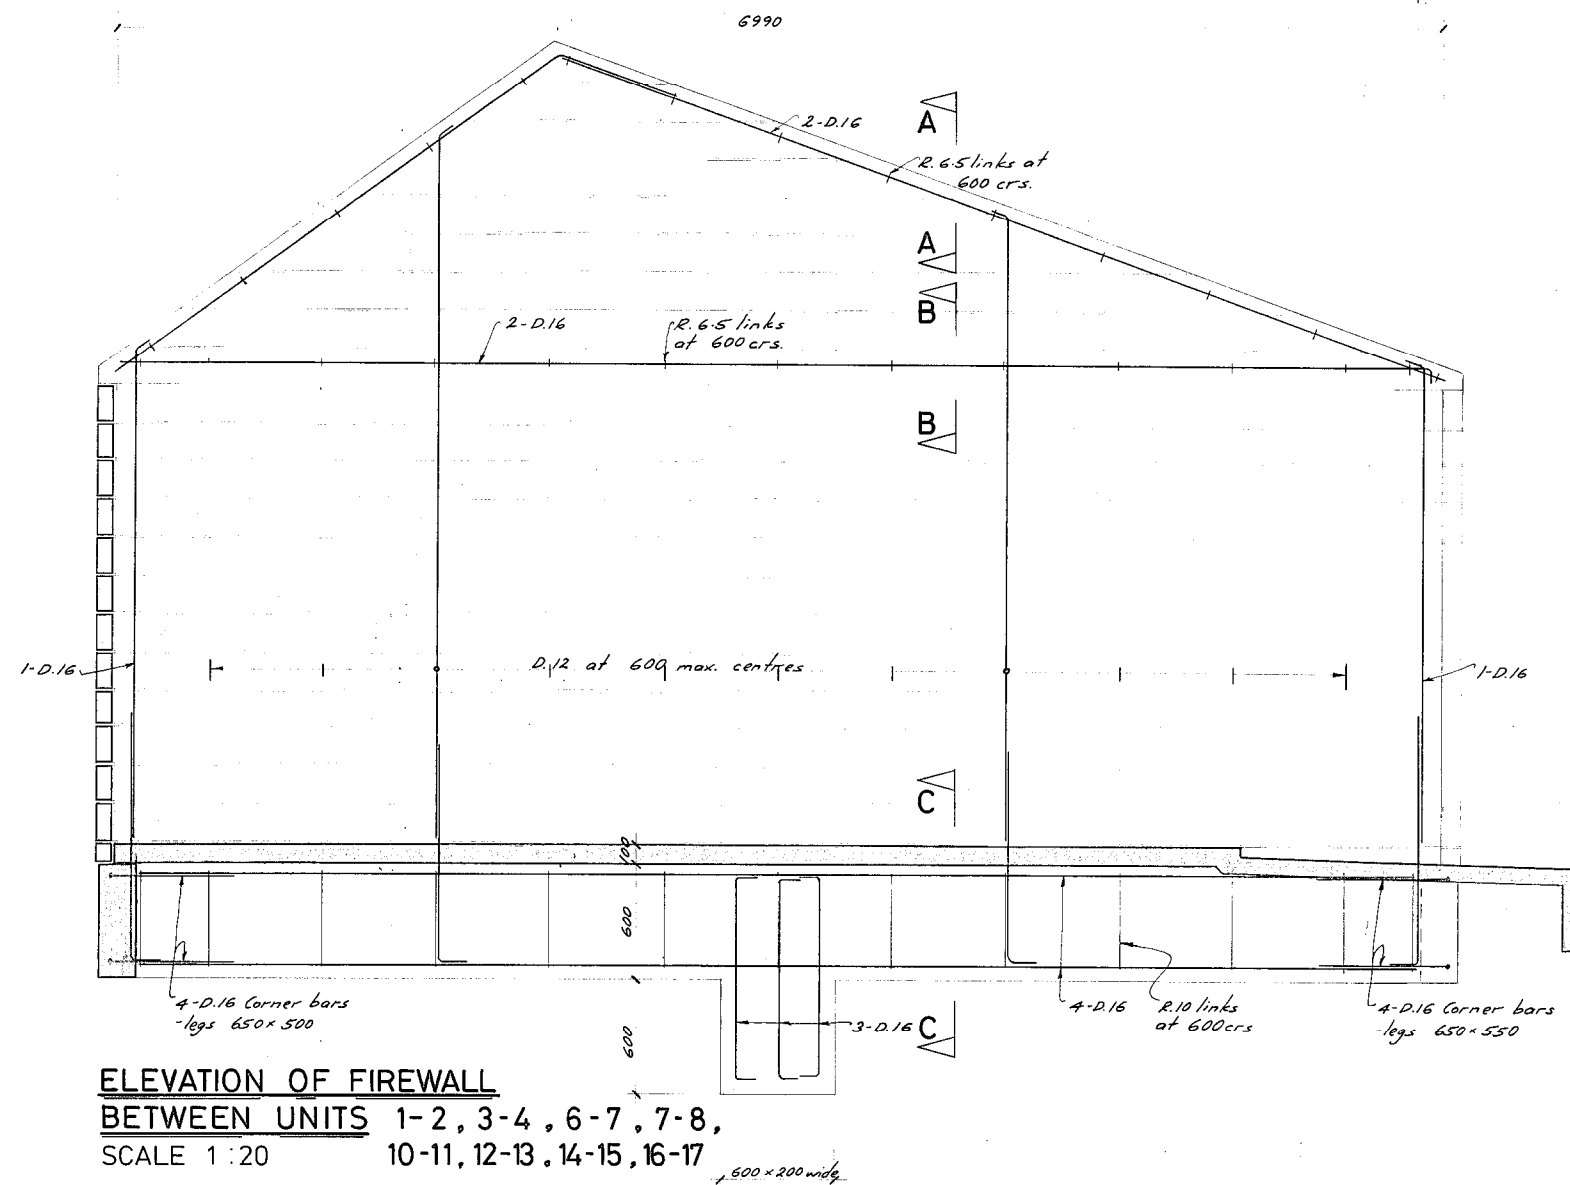 6990
A
2-D.16
R. 6.5 links at
600 crs.
A
B
2-D.16
R. 6.5 links
at 600 crs.
B
1-D.16
D.12 at 600 max. centres
1-D.16
C
100
600
4-D.16 Corner bars
-legs 650 x 500
600
3-D.16
C
4-D.16
R.10 links
at 600crs
4-D.16 Corner bars
-legs 650 x 550
ELEVATION OF FIREWALL
BETWEEN UNITS 1-2, 3-4, 6-7, 7-8,
SCALE 1:20 10-11, 12-13, 14-15, 16-17
600 x 200 wide